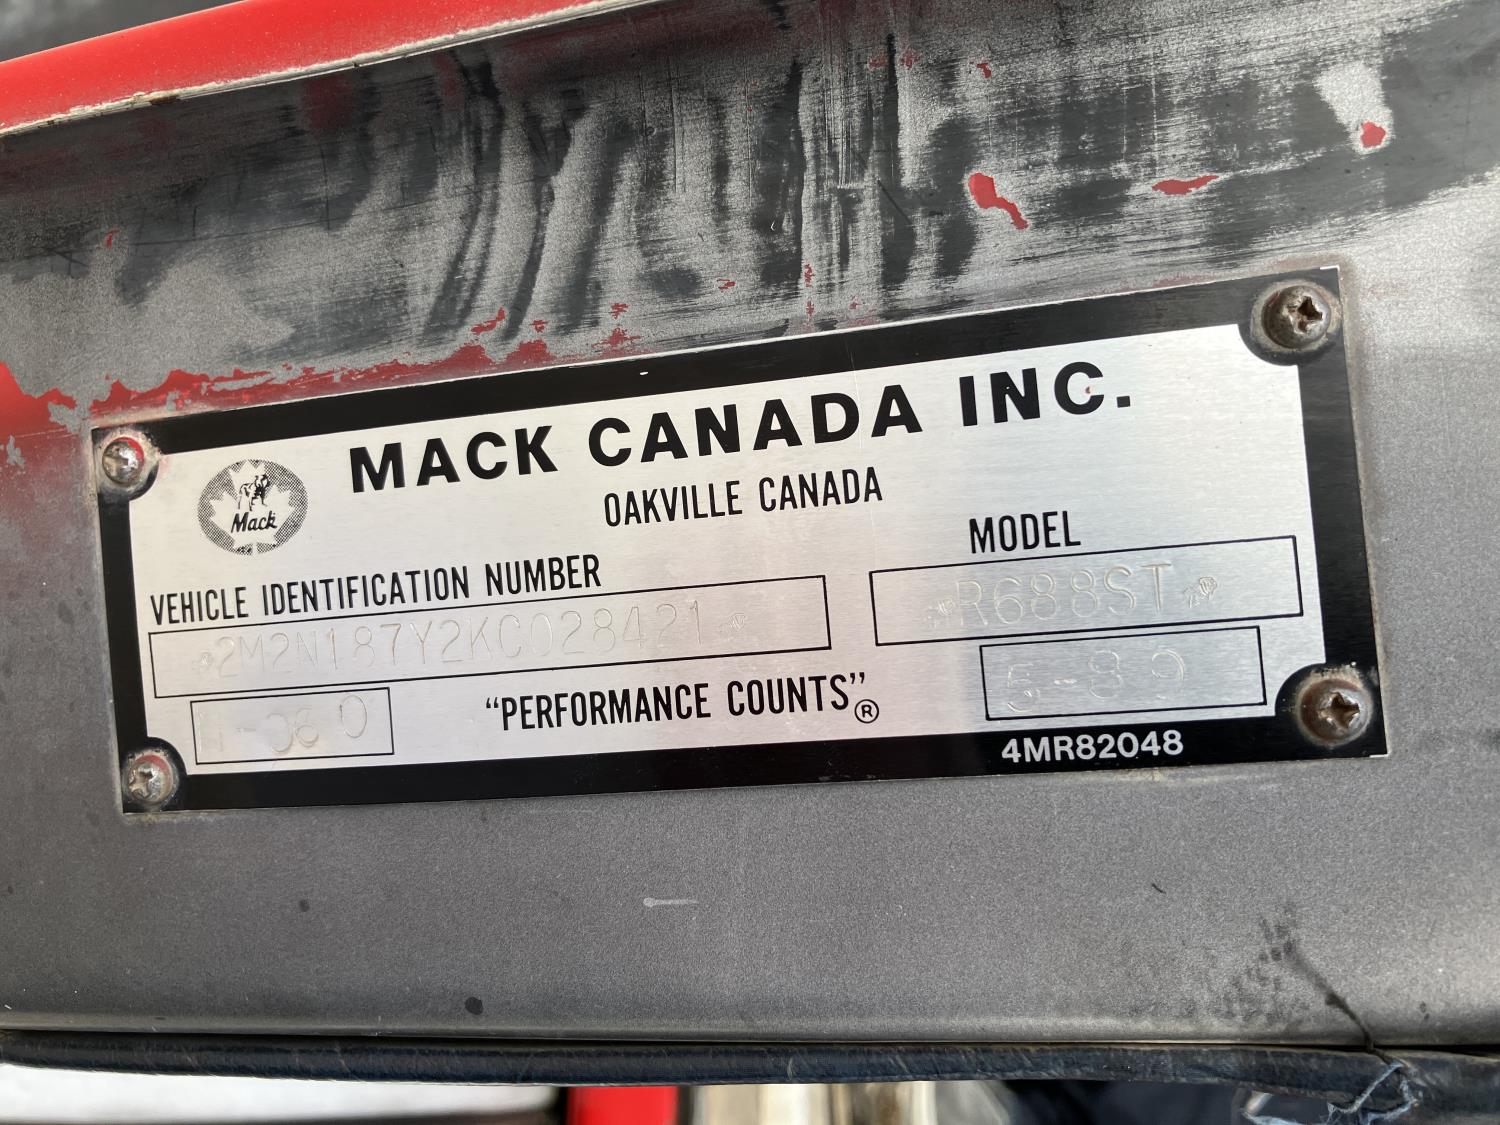 MACK CANADA INC.
OAKVILLE CANADA
Mack
VEHICLE IDENTIFICATION NUMBER
MODEL
2M2N187Y2KC028421
R688ST
"PERFORMANCE COUNTS"®
5-89
4MR82048